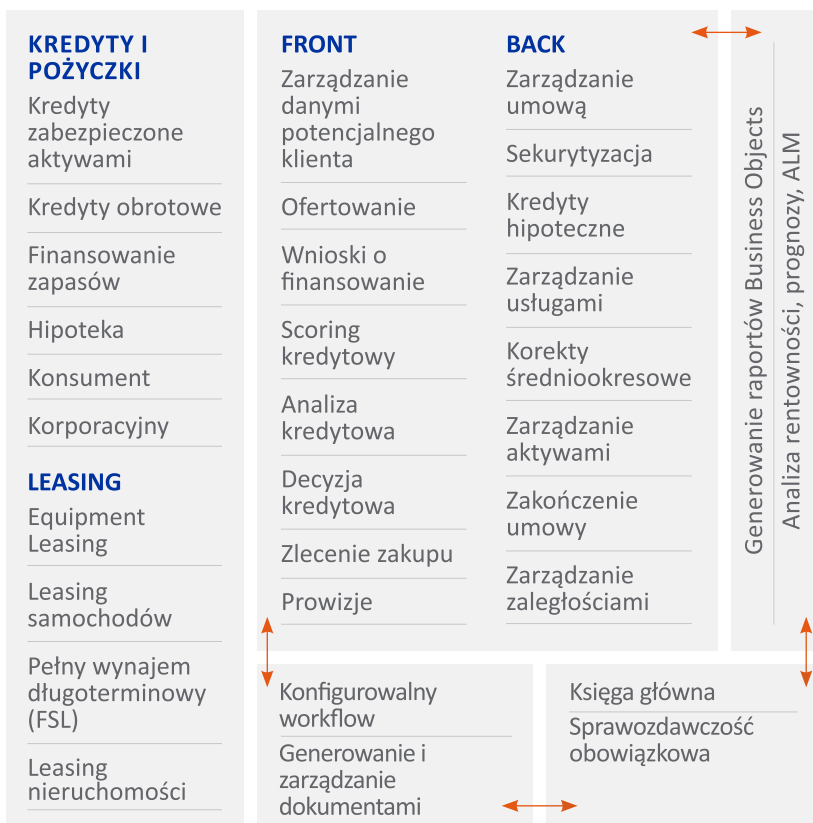 KREDYTY I
POŻYCZKI
Kredyty
zabezpieczone
aktywami
Kredyty obrotowe
Finansowanie
zapasów
Hipoteka
Konsument
Korporacyjny
LEASING
Equipment
Leasing
Leasing
samochodów
Pełny wynajem
długoterminowy
(FSL)
Leasing
nieruchomości
FRONT
Zarządzanie
danymi
potencjalnego
klienta
Ofertowanie
Wnioski o
finansowanie
Scoring
kredytowy
Analiza
kredytowa
Decyzja
kredytowa
Zlecenie zakupu
Prowizje
BACK
Zarządzanie
umową
Sekurytyzacja
Kredyty
hipoteczne
Zarządzanie
usługami
Korekty
średniookresowe
Zarządzanie
aktywami
Zakończenie
umowy
Zarządzanie
zaległościami
Generowanie raportów Business Objects
Analiza rentowności, prognozy, ALM
Konfigurowalny
workflow
Generowanie i
zarządzanie
dokumentami
Księga główna
Sprawozdawczość
obowiązkowa